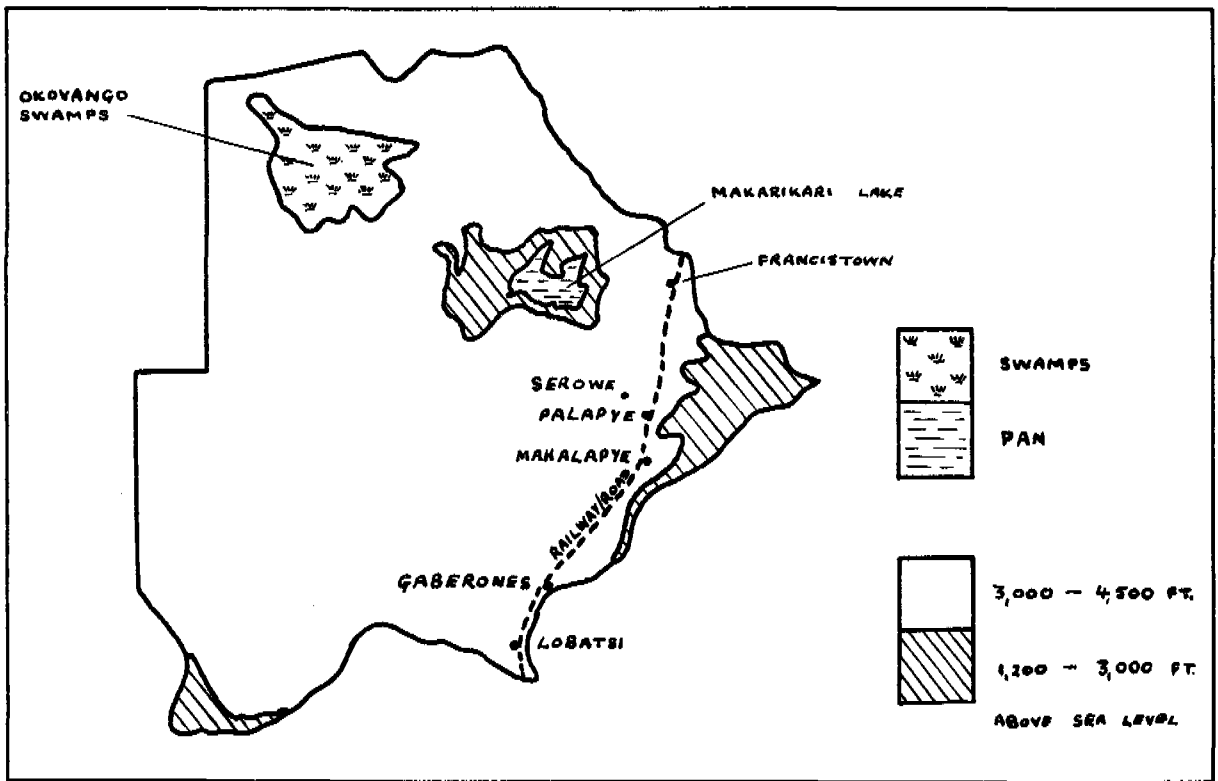 OKOVANGO
SWAMPS
MAKARIKARI LAKE
FRANCISTOWN
SEROWE
PALAPYE
MAHALAPYE
RAILWAY/ROAD
GABERONES
LOBATSI
SWAMPS
PAN
3,000 - 4,500 FT.
1,200 - 3,000 FT.
ABOVE SEA LEVEL